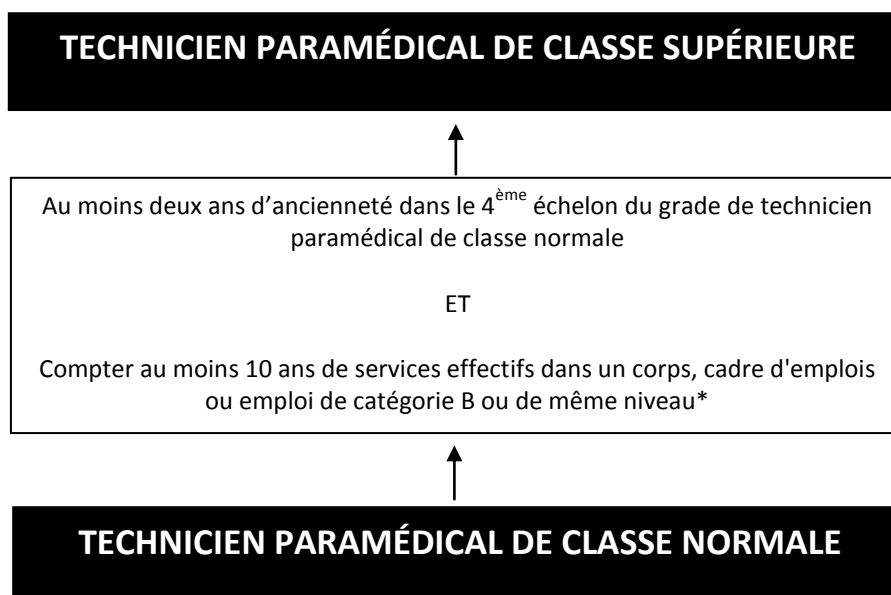 TECHNICIEN PARAMÉDICAL DE CLASSE SUPÉRIEURE
Au moins deux ans d’ancienneté dans le 4ème échelon du grade de technicien
paramédical de classe normale
ET
Compter au moins 10 ans de services effectifs dans un corps, cadre d'emplois
ou emploi de catégorie B ou de même niveau*
TECHNICIEN PARAMÉDICAL DE CLASSE NORMALE